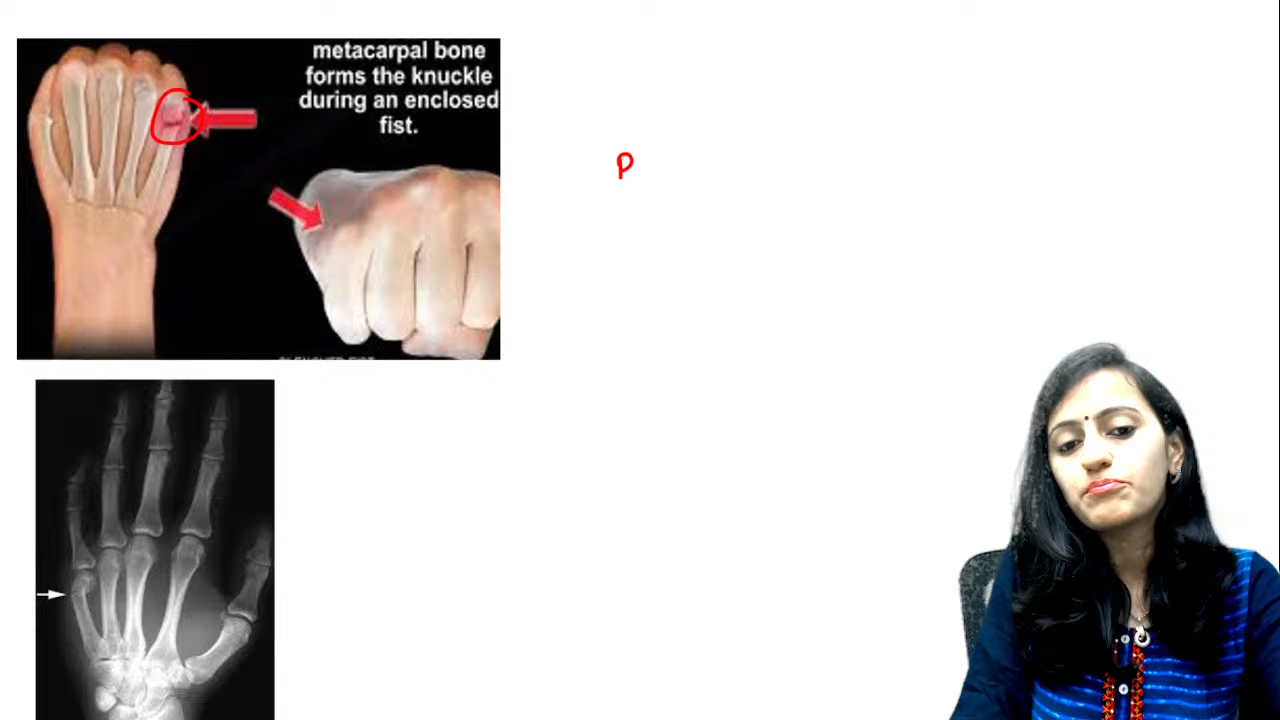 metacarpal bone
forms the knuckle
during an enclosed
fist.
P